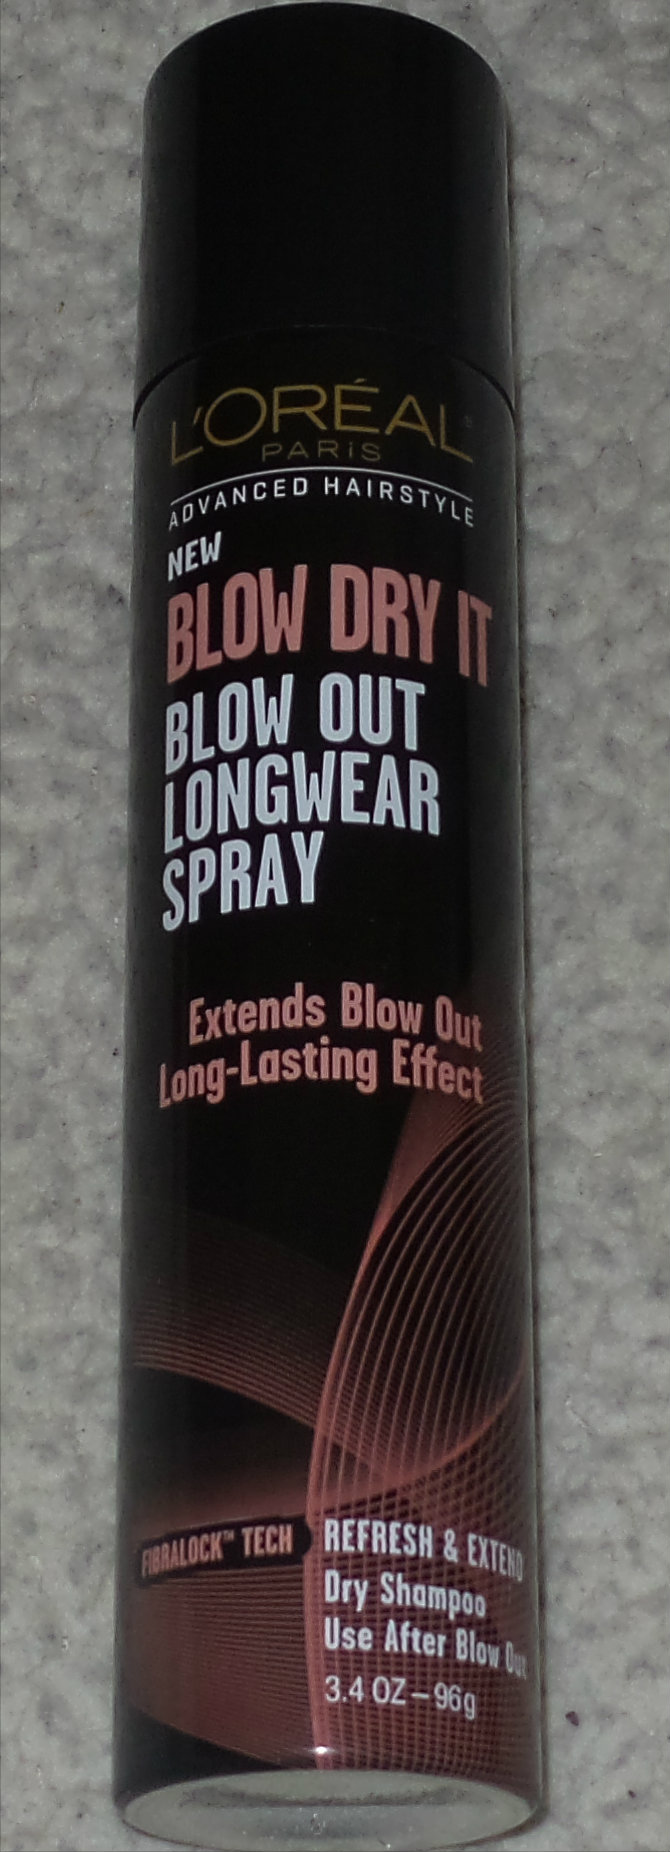 L'ORÉAL
PARiS
ADVANCED HAIRSTYLE
NEW
BLOW DRY IT
BLOW OUT
LONGWEAR
SPRAY
Extends Blow Out
Long-Lasting Effect
FIBRALOCK™ TECH
REFRESH & EXTEND
Dry Shampoo
Use After Blow Out
3.4 OZ – 96g